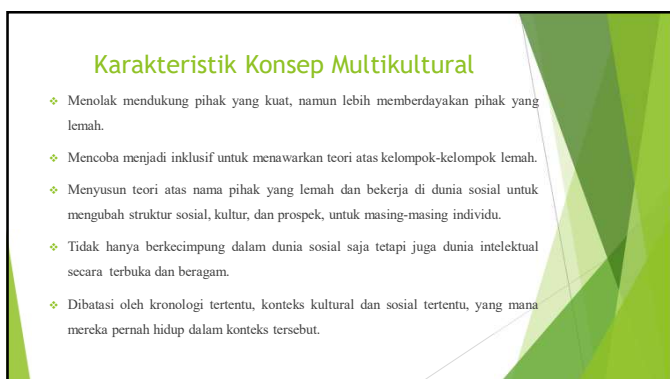 Karakteristik Konsep Multikultural
❖ Menolak mendukung pihak yang kuat, namun lebih memberdayakan pihak yang
lemah.
❖ Mencoba menjadi inklusif untuk menawarkan teori atas kelompok-kelompok lemah.
❖ Menyusun teori atas nama pihak yang lemah dan bekerja di dunia sosial untuk
mengubah struktur sosial, kultur, dan prospek, untuk masing-masing individu.
❖ Tidak hanya berkecimpung dalam dunia sosial saja tetapi juga dunia intelektual
secara terbuka dan beragam.
❖ Dibatasi oleh kronologi tertentu, konteks kultural dan sosial tertentu, yang mana
mereka pernah hidup dalam konteks tersebut.